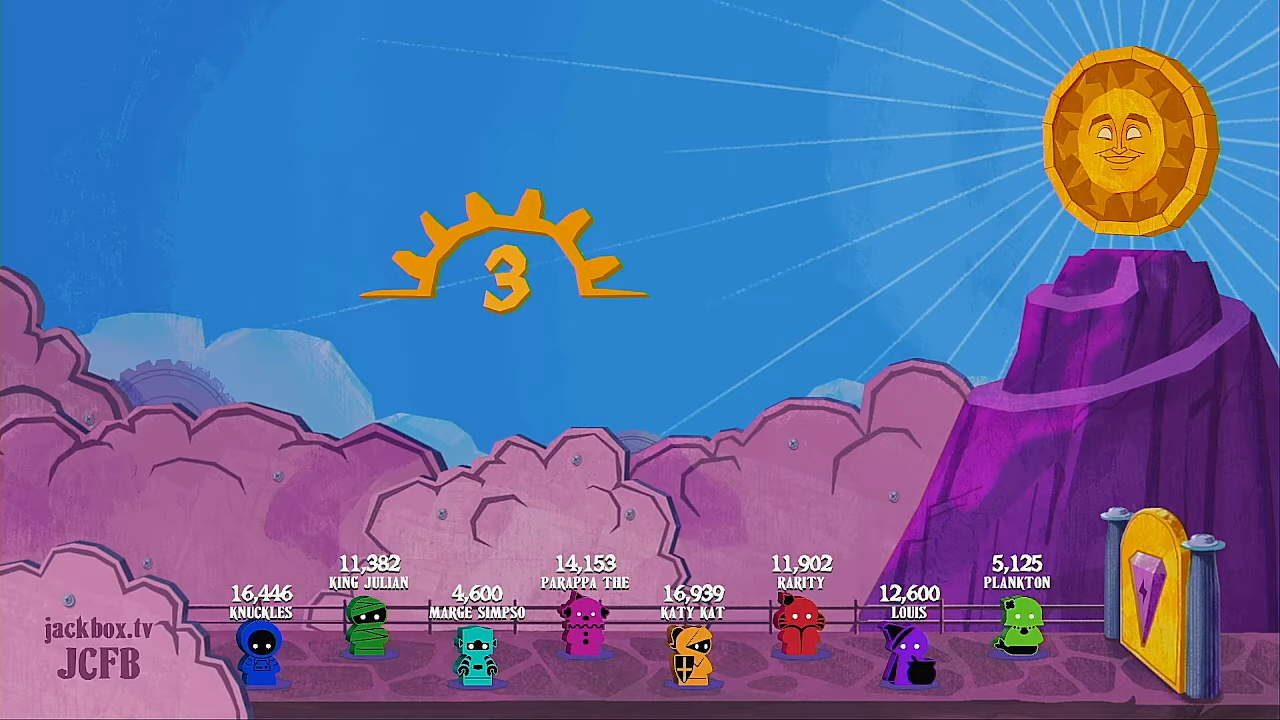 3
11,382
KING JULIAN
14,153
PARAPPA THE
11,902
RARITY
5,125
PLANKTON
16,446
KNUCKLES
4,600
MARGE SIMPSO
16,939
KATY KAT
12,600
LOUIS
jackbox.tv
JCFB